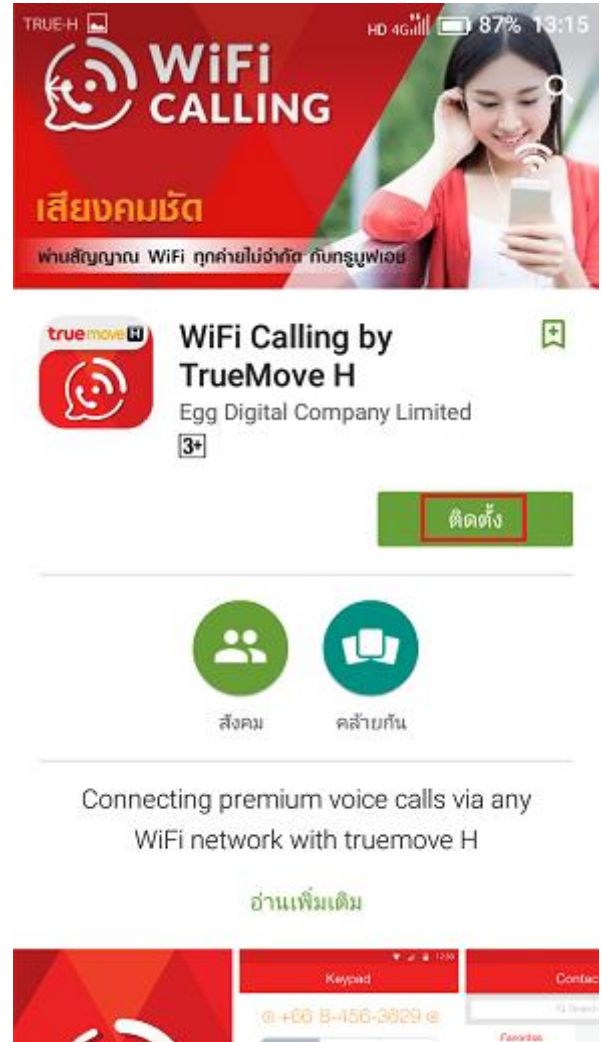 TRUE-H HD 4G 87% 13:15
WiFi
CALLING
เสียงคมชัด
ผ่านสัญญาณ WiFi ทุกค่ายไม่จำกัด กับทรูมูฟเอช
truemove H
WiFi Calling by
TrueMove H
Egg Digital Company Limited
3+
ติดตั้ง
สังคม คล้ายกัน
Connecting premium voice calls via any
WiFi network with truemove H
อ่านเพิ่มเติม
Keypad Contac
+66 8-456-3629
Favorites